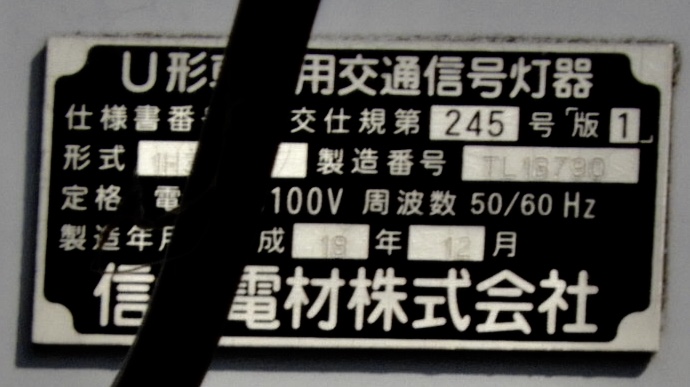 U形 用交通信号灯器
仕様書番 交仕規第 245 号「版 1」
形式 製造番号
定格 電 100V 周波数 50/60 Hz
製造年月 成 19 年 12 月
信 電材株式会社